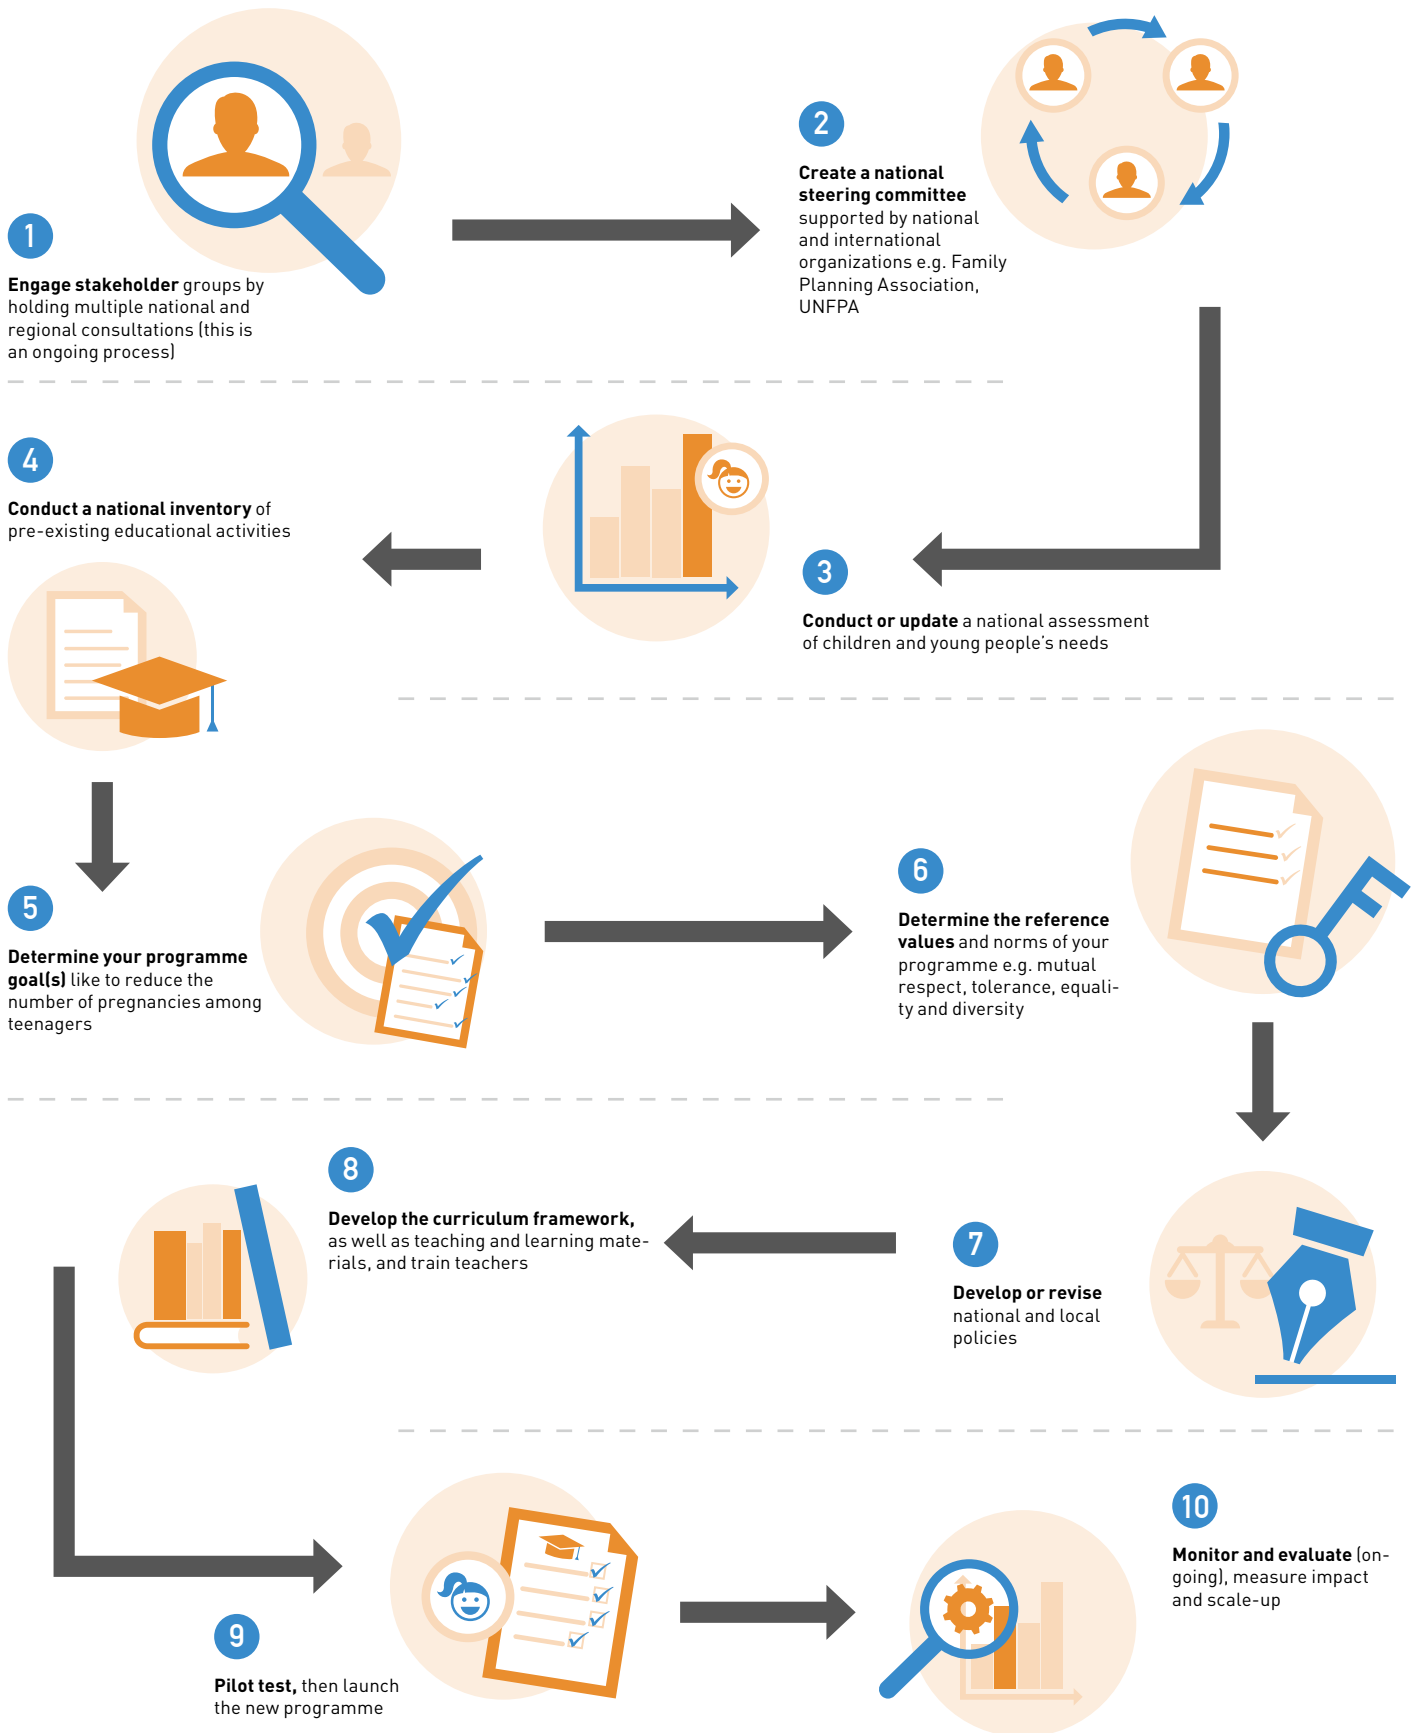 1
Engage stakeholder groups by
holding multiple national and
regional consultations (this is
an ongoing process)
2
Create a national
steering committee
supported by national
and international
organizations e.g. Family
Planning Association,
UNFPA
3
Conduct or update a national assessment
of children and young people's needs
4
Conduct a national inventory of
pre-existing educational activities
5
Determine your programme
goal(s) like to reduce the
number of pregnancies among
teenagers
6
Determine the reference
values and norms of your
programme e.g. mutual
respect, tolerance, equali-
ty and diversity
7
Develop or revise
national and local
policies
8
Develop the curriculum framework,
as well as teaching and learning mate-
rials, and train teachers
9
Pilot test, then launch
the new programme
10
Monitor and evaluate (on-
going), measure impact
and scale-up